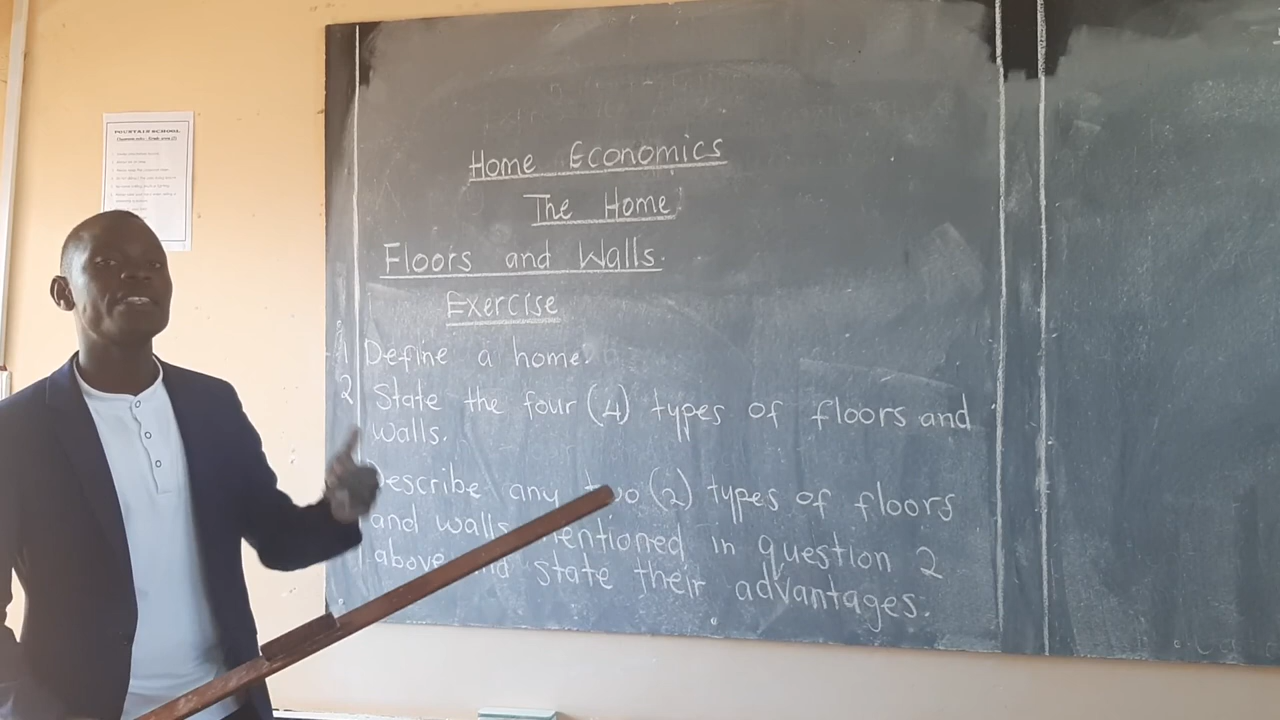 Home Economics
The Home
Floors and Walls.
Exercise
1 Define a home.
2 State the four (4) types of floors and
walls.
Describe any two (2) types of floors
and walls mentioned in question 2
above and state their advantages.